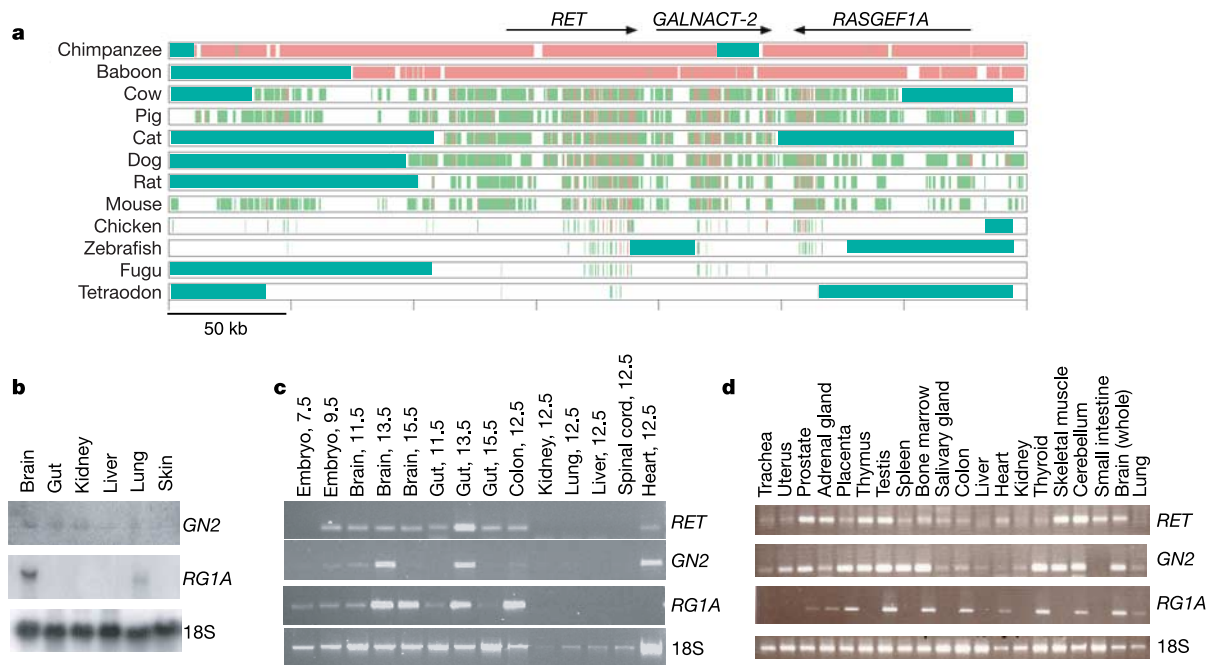 a
RET GALNACT-2 RASGEF1A
Chimpanzee
Baboon
Cow
Pig
Cat
Dog
Rat
Mouse
Chicken
Zebrafish
Fugu
Tetraodon
50 kb
b
Brain
Gut
Kidney
Liver
Lung
Skin
GN2
RG1A
18S
c
Embryo, 7.5
Embryo, 9.5
Brain, 11.5
Brain, 13.5
Brain, 15.5
Gut, 11.5
Gut, 13.5
Gut, 15.5
Colon, 12.5
Kidney, 12.5
Lung, 12.5
Liver, 12.5
Spinal cord, 12.5
Heart, 12.5
RET
GN2
RG1A
18S
d
Trachea
Uterus
Prostate
Adrenal gland
Placenta
Thymus
Testis
Spleen
Bone marrow
Salivary gland
Colon
Liver
Heart
Kidney
Thyroid
Skeletal muscle
Cerebellum
Small intestine
Brain (whole)
Lung
RET
GN2
RG1A
18S